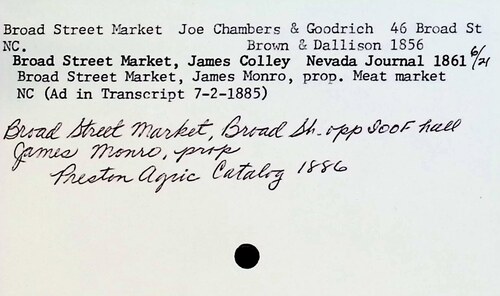 Broad Street Market  Joe Chambers & Goodrich  46 Broad St
NC.  Brown & Dallison 1856
Broad Street Market, James Colley  Nevada Journal 1861 6/21
Broad Street Market, James Monro, prop. Meat market
NC (Ad in Transcript 7-2-1885)
Broad Street Market, Broad St. opp IOOF hall
James Monro, prop
Preston Agric Catalog 1886